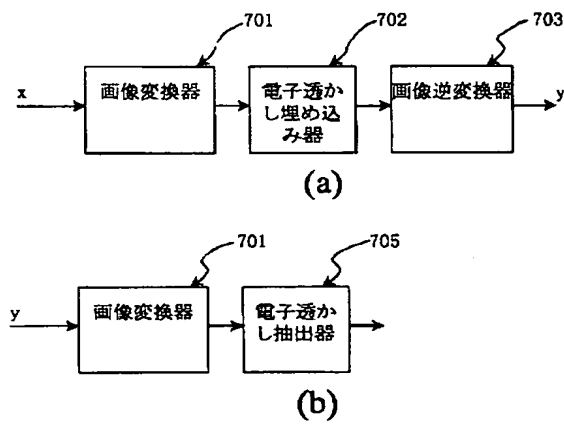 701
702
703
x
画像変換器
電子透か
し埋め込
み器
画像逆変換器
y
(a)
701
705
y
画像変換器
電子透か
し抽出器
(b)